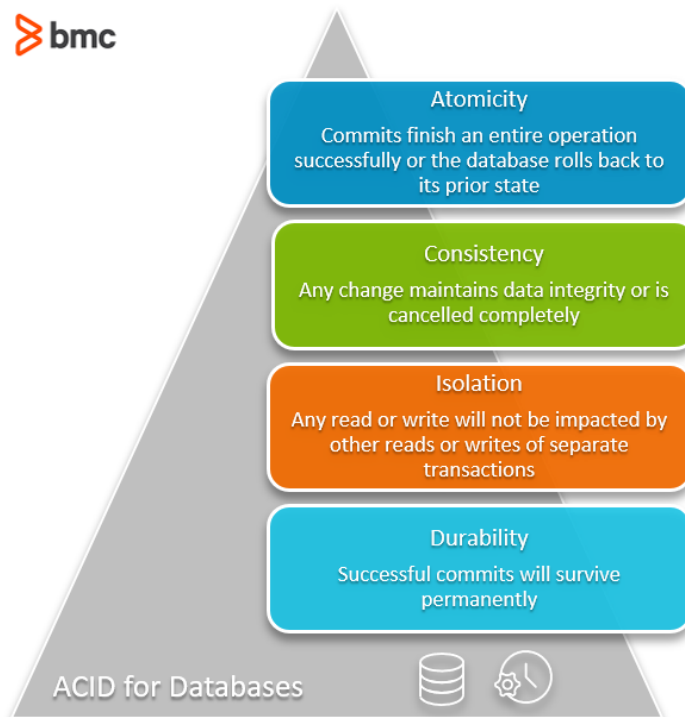 bmc
Atomicity
Commits finish an entire operation
successfully or the database rolls back to
its prior state
Consistency
Any change maintains data integrity or is
cancelled completely
Isolation
Any read or write will not be impacted by
other reads or writes of separate
transactions
Durability
Successful commits will survive
permanently
ACID for Databases